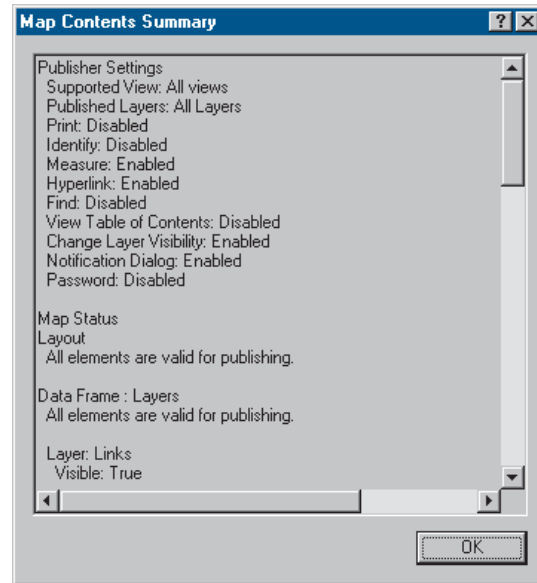 Map Contents Summary
Publisher Settings
Supported View: All views
Published Layers: All Layers
Print: Disabled
Identify: Disabled
Measure: Enabled
Hyperlink: Enabled
Find: Disabled
View Table of Contents: Disabled
Change Layer Visibility: Enabled
Notification Dialog: Enabled
Password: Disabled
Map Status
Layout
All elements are valid for publishing.
Data Frame : Layers
All elements are valid for publishing.
Layer: Links
Visible: True
OK